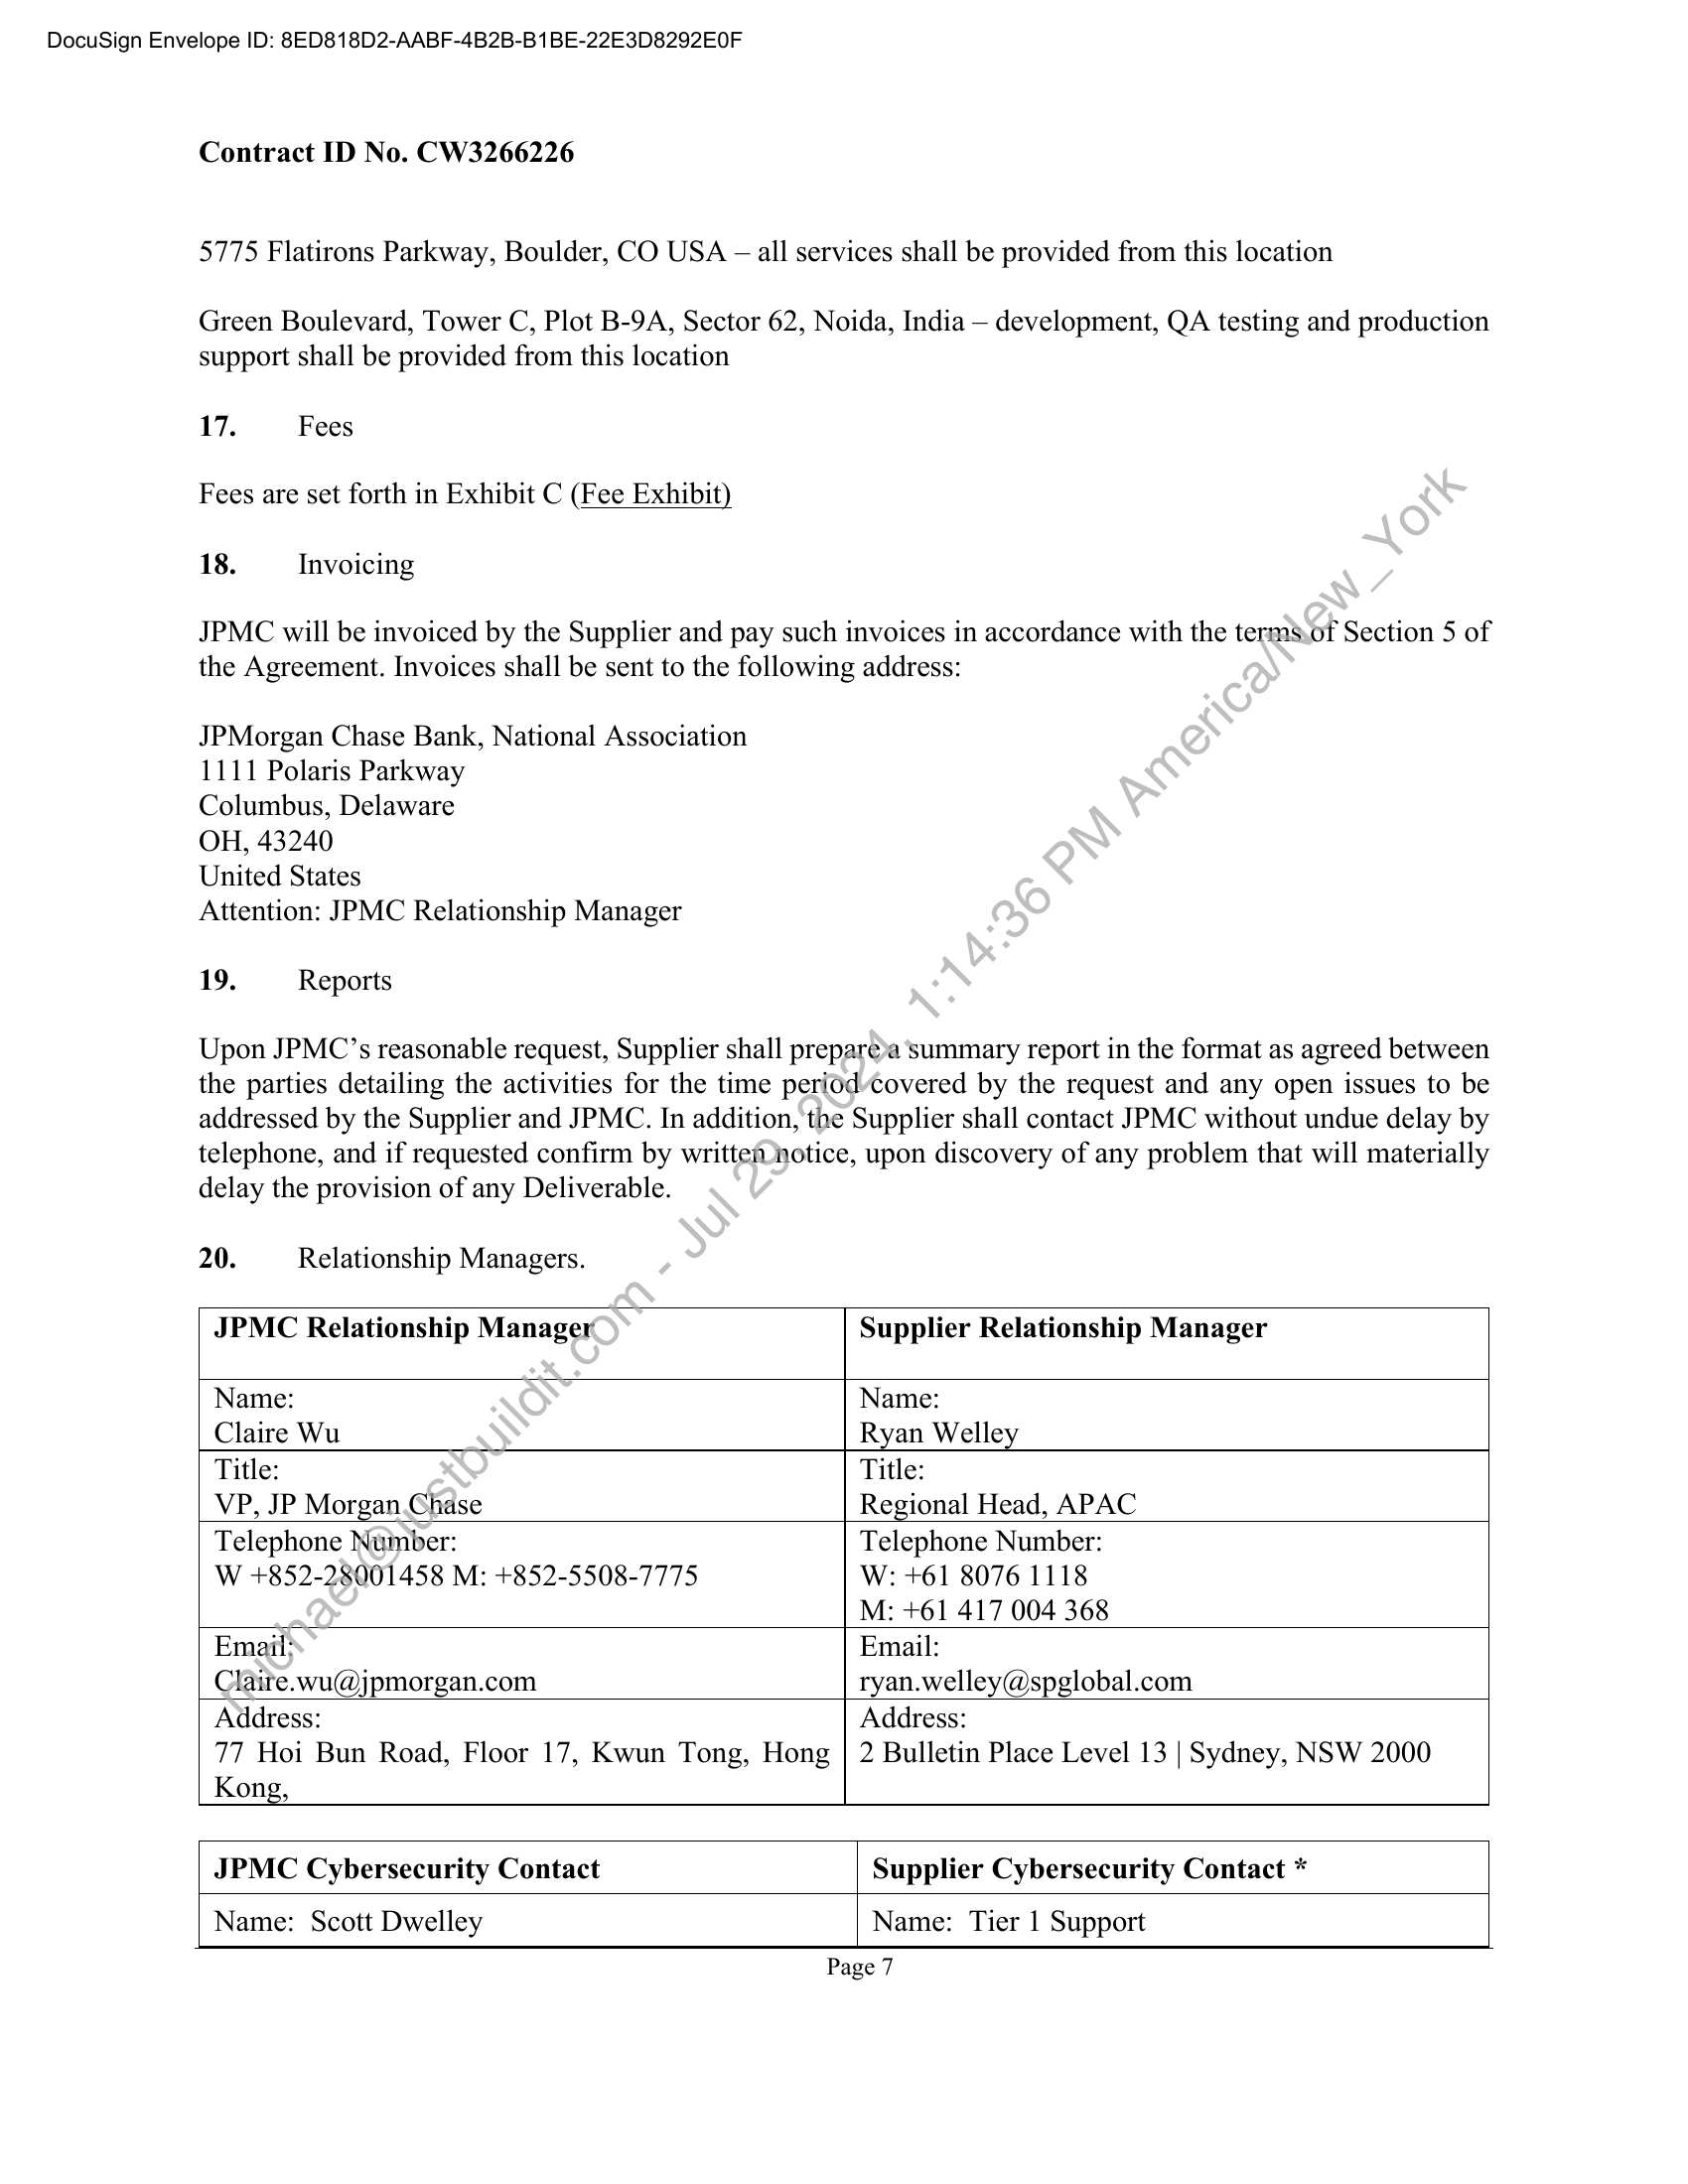 DocuSign Envelope ID: 8ED818D2-AABF-4B2B-B1BE-22E3D8292E0F
Contract ID No. CW3266226
5775 Flatirons Parkway, Boulder, CO USA – all services shall be provided from this location
Green Boulevard, Tower C, Plot B-9A, Sector 62, Noida, India – development, QA testing and production
support shall be provided from this location
17. Fees
Fees are set forth in Exhibit C (Fee Exhibit)
18. Invoicing
JPMC will be invoiced by the Supplier and pay such invoices in accordance with the terms of Section 5 of
the Agreement. Invoices shall be sent to the following address:
JPMorgan Chase Bank, National Association
1111 Polaris Parkway
Columbus, Delaware
OH, 43240
United States
Attention: JPMC Relationship Manager
19. Reports
Upon JPMC’s reasonable request, Supplier shall prepare a summary report in the format as agreed between
the parties detailing the activities for the time period covered by the request and any open issues to be
addressed by the Supplier and JPMC. In addition, the Supplier shall contact JPMC without undue delay by
telephone, and if requested confirm by written notice, upon discovery of any problem that will materially
delay the provision of any Deliverable.
20. Relationship Managers.
JPMC Relationship Manager
Supplier Relationship Manager
Name:
Claire Wu
Name:
Ryan Welley
Title:
VP, JP Morgan Chase
Title:
Regional Head, APAC
Telephone Number:
W +852-28001458 M: +852-5508-7775
Telephone Number:
W: +61 8076 1118
M: +61 417 004 368
Email:
Claire.wu@jpmorgan.com
Email:
ryan.welley@spglobal.com
Address:
77 Hoi Bun Road, Floor 17, Kwun Tong, Hong
Kong,
Address:
2 Bulletin Place Level 13 | Sydney, NSW 2000
JPMC Cybersecurity Contact
Supplier Cybersecurity Contact *
Name: Scott Dwelley
Name: Tier 1 Support
Page 7
michael@justbuildit.com - Jul 29, 2024, 1:14:36 PM America/New_York